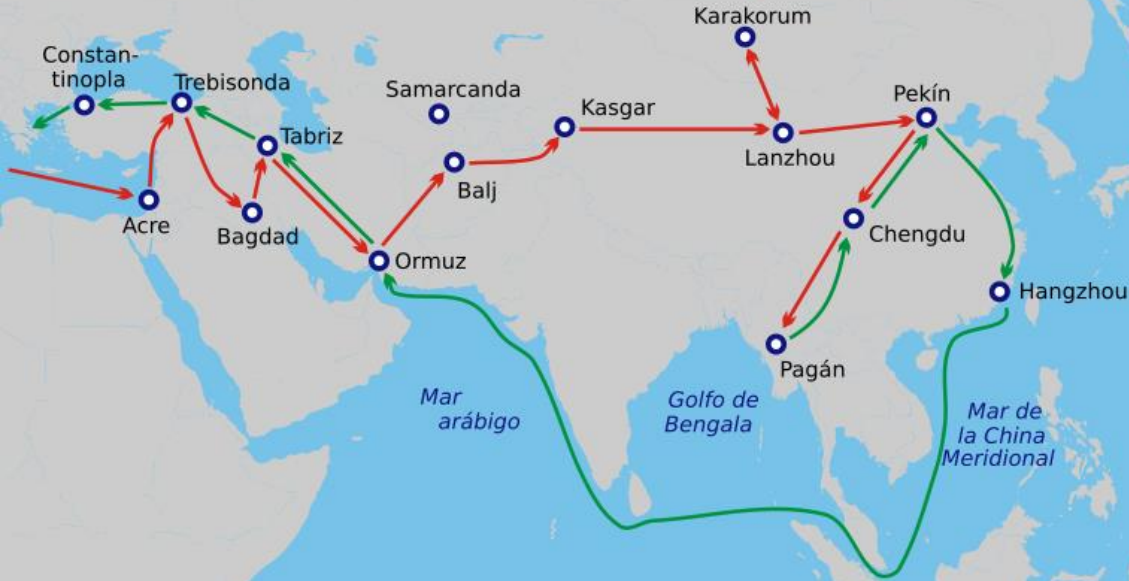 Karakorum
Constan-
tinopla
Trebisonda
Samarcanda
Kasgar
Pekín
Tabriz
Lanzhou
Balj
Acre
Bagdad
Chengdu
Ormuz
Hangzhou
Pagán
Mar
arábigo
Golfo de
Bengala
Mar de
la China
Meridional